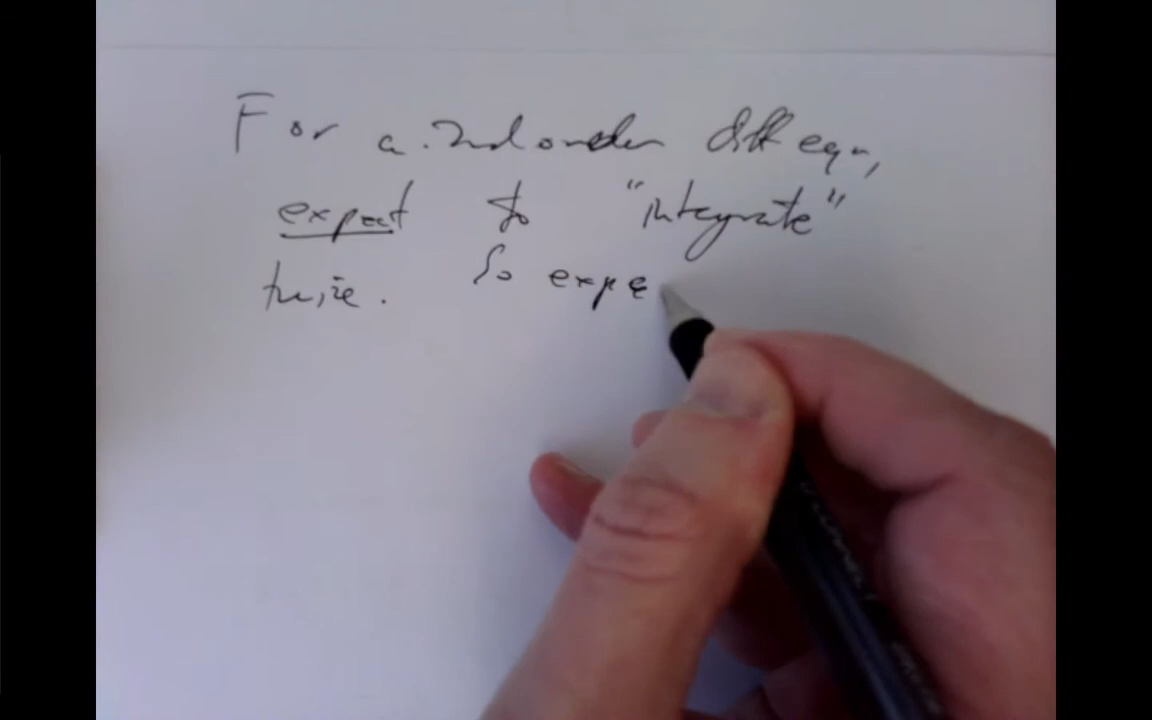 For a 2nd order diff eqn,
expect to "integrate"
twice. So expe